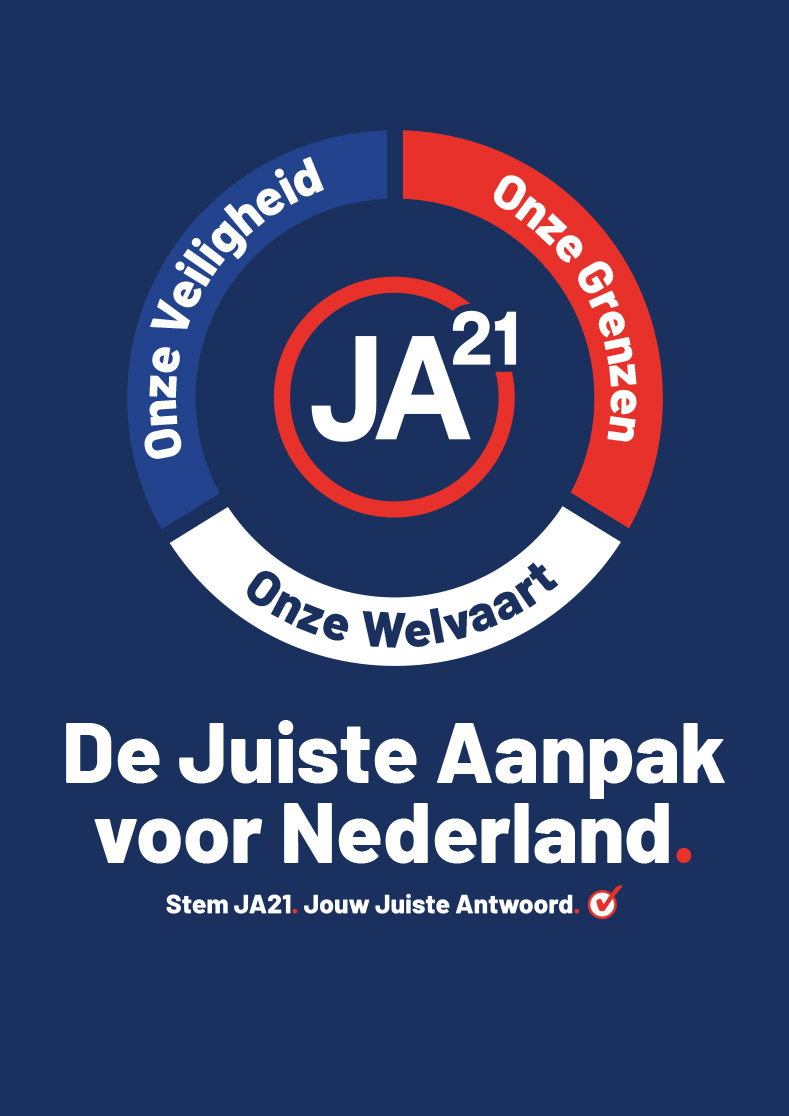 Onze Veiligheid
Onze Grenzen
JA21
Onze Welvaart
De Juiste Aanpak
voor Nederland.
Stem JA21. Jouw Juiste Antwoord.